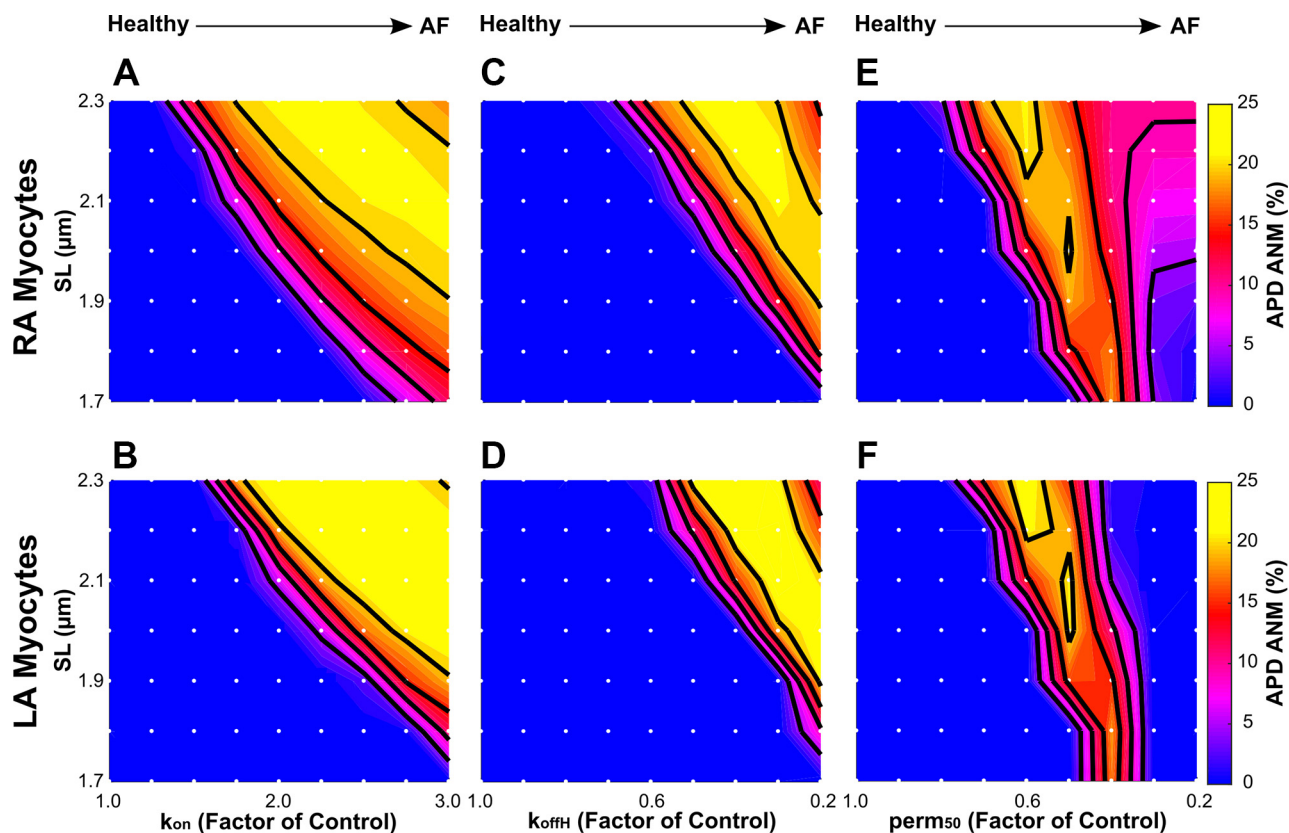 Healthy AF Healthy AF Healthy AF
A C E
RA Myocytes
SL (μm)
2.3
2.1
1.9
1.7
APD ANM (%)
25
20
15
10
5
0
B D F
LA Myocytes
SL (μm)
2.3
2.1
1.9
1.7
APD ANM (%)
25
20
15
10
5
0
1.0 2.0 3.0 1.0 0.6 0.2 1.0 0.6 0.2
kon (Factor of Control) koffH (Factor of Control) perm50 (Factor of Control)